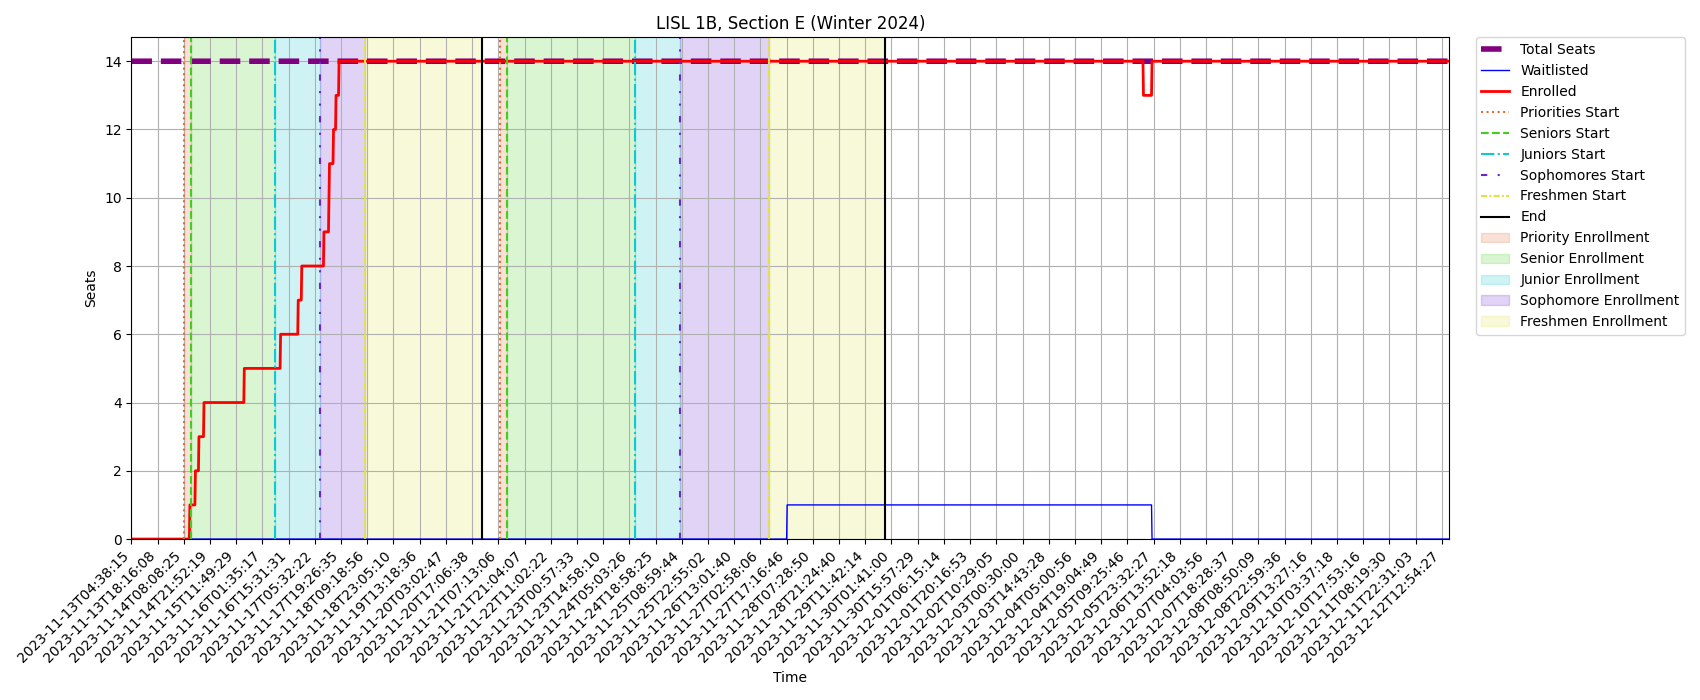 LISL 1B, Section E (Winter 2024)
Seats
14
12
10
8
6
4
2
0
2023-11-13T04:38:15
2023-11-13T18:16:08
2023-11-14T08:08:25
2023-11-14T21:52:19
2023-11-15T11:49:29
2023-11-16T01:35:17
2023-11-16T15:31:31
2023-11-17T05:32:22
2023-11-17T19:26:35
2023-11-18T09:18:56
2023-11-18T23:05:10
2023-11-19T13:18:36
2023-11-20T03:02:47
2023-11-20T17:06:38
2023-11-21T07:13:06
2023-11-21T21:04:07
2023-11-22T11:02:22
2023-11-23T00:57:33
2023-11-23T14:58:10
2023-11-24T05:03:26
2023-11-24T18:58:25
2023-11-25T08:59:44
2023-11-25T22:55:02
2023-11-26T13:01:40
2023-11-27T02:58:06
2023-11-27T17:16:46
2023-11-28T07:28:50
2023-11-28T21:24:40
2023-11-29T11:42:14
2023-11-30T01:41:00
2023-11-30T15:57:29
2023-12-01T06:15:14
2023-12-01T20:16:53
2023-12-02T10:29:05
2023-12-03T00:30:00
2023-12-03T14:43:28
2023-12-04T05:00:56
2023-12-04T19:04:49
2023-12-05T09:25:46
2023-12-05T23:32:27
2023-12-06T13:52:18
2023-12-07T04:03:56
2023-12-07T18:28:37
2023-12-08T08:50:09
2023-12-08T22:59:36
2023-12-09T13:27:16
2023-12-10T03:37:18
2023-12-10T17:53:16
2023-12-11T08:19:30
2023-12-11T22:31:03
2023-12-12T12:54:27
Time
Total Seats
Waitlisted
Enrolled
Priorities Start
Seniors Start
Juniors Start
Sophomores Start
Freshmen Start
End
Priority Enrollment
Senior Enrollment
Junior Enrollment
Sophomore Enrollment
Freshmen Enrollment